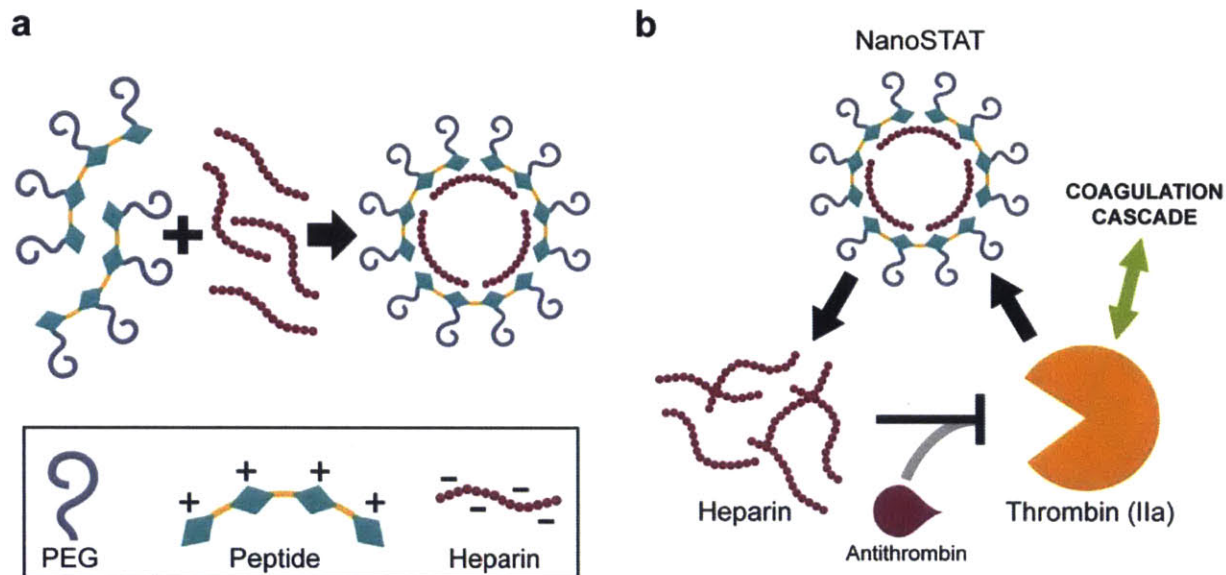 a
PEG
Peptide
Heparin
b
NanoSTAT
COAGULATION
CASCADE
Heparin
Antithrombin
Thrombin (IIa)